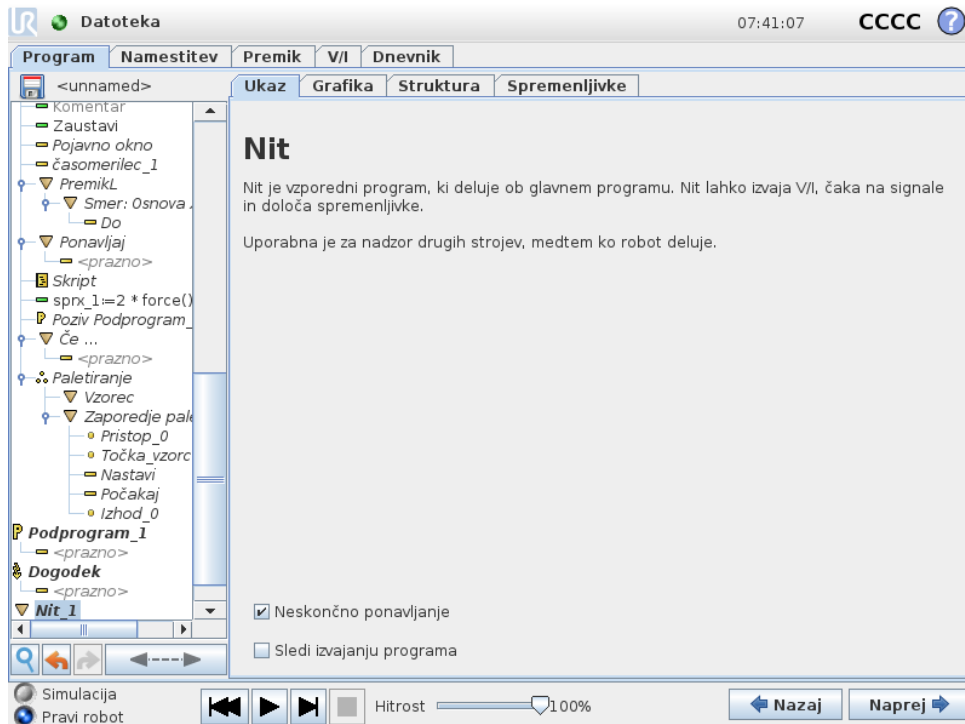 UR Datoteka 07:41:07 CCCC ?
Program Namestitev Premik V/I Dnevnik
<unnamed>
Ukaz Grafika Struktura Spremenljivke
Komentar
Zaustavi
Pojavno okno
časomerilec_1
PremikL
Smer: Osnova
Do
Ponavljaj
<prazno>
Skript
sprx_1:=2 * force()
Poziv Podprogram_
Če ...
<prazno>
Paletiranje
Vzorec
Zaporedje pale
Pristop_0
Točka_vzorc
Nastavi
Počakaj
Izhod_0
P Podprogram_1
<prazno>
Dogodek
<prazno>
Nit_1
Nit
Nit je vzporedni program, ki deluje ob glavnem programu. Nit lahko izvaja V/I, čaka na signale
in določa spremenljivke.
Uporabna je za nadzor drugih strojev, medtem ko robot deluje.
Neskončno ponavljanje
Sledi izvajanju programa
Simulacija
Pravi robot
Hitrost 100%
Nazaj Naprej